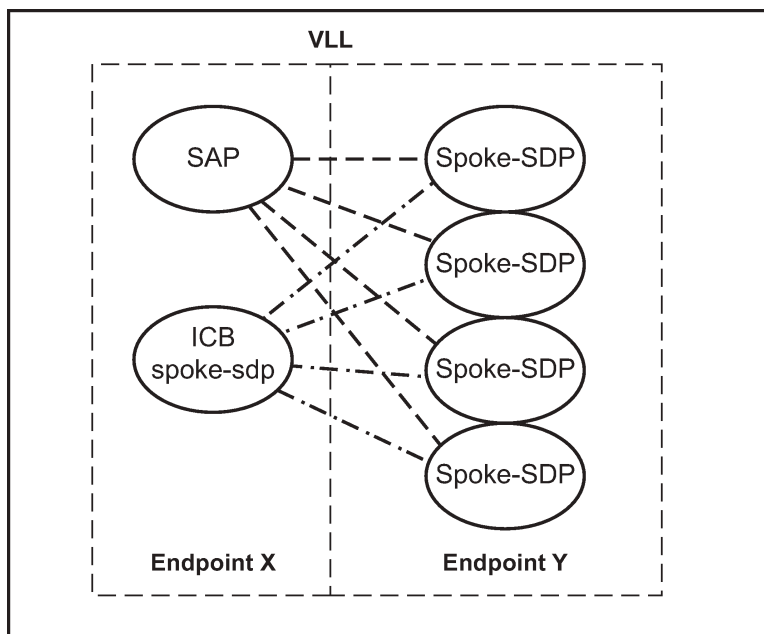 VLL
SAP
Spoke-SDP
Spoke-SDP
ICB
spoke-sdp
Spoke-SDP
Spoke-SDP
Endpoint X
Endpoint Y